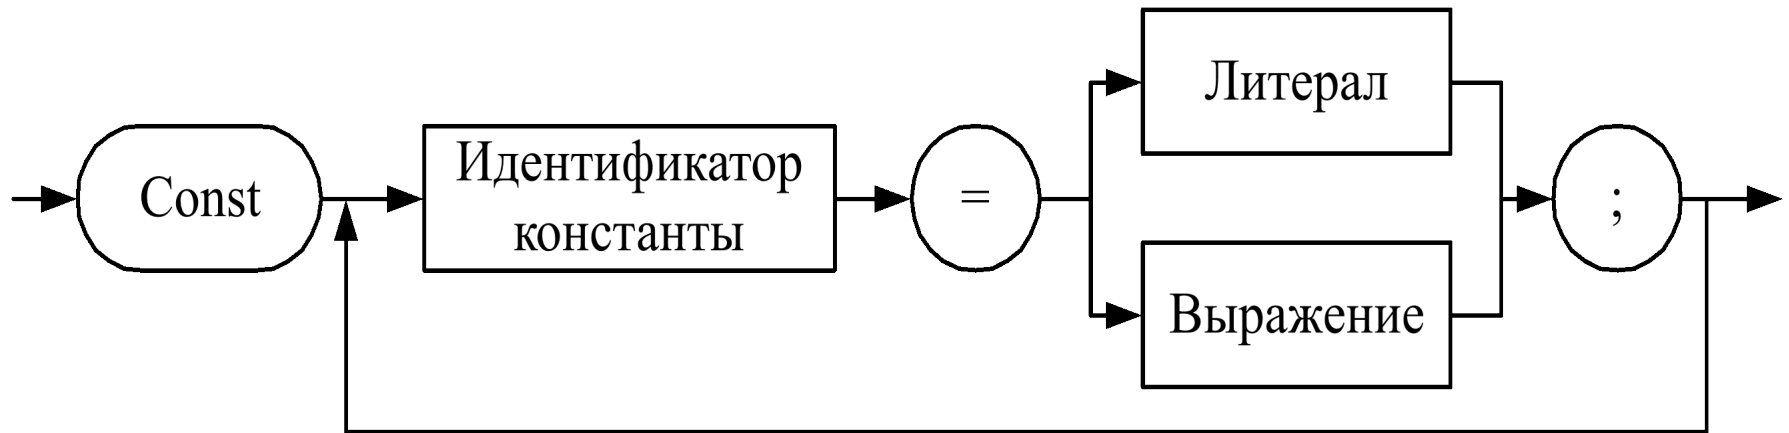 Const
Идентификатор
константы
=
Литерал
Выражение
;